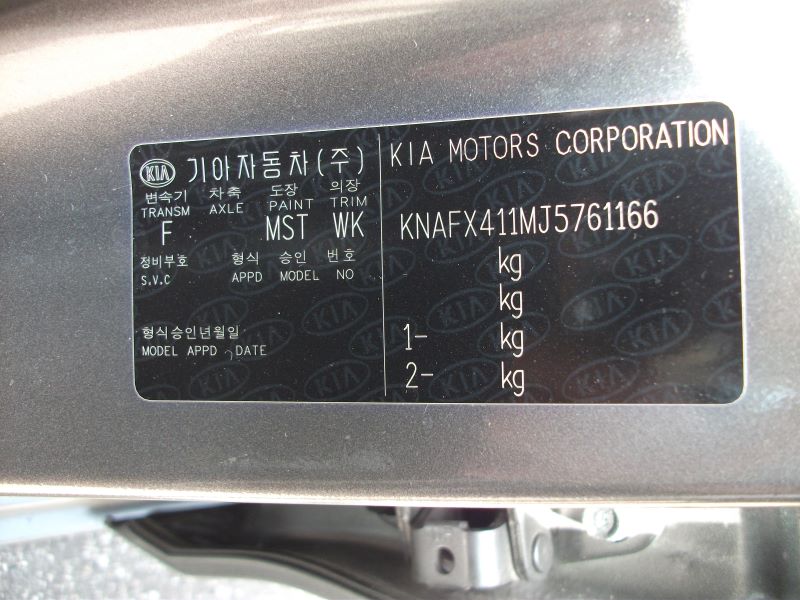 KIA 기아자동차(주)
변속기 차축 도장 의장
TRANSM AXLE PAINT TRIM
F MST WK
정비부호 형식 승인 번호
S.V.C APPD MODEL NO
형식승인년월일
MODEL APPD DATE
KIA MOTORS CORPORATION
KNAFX411MJ5761166
kg
kg
1- kg
2- kg